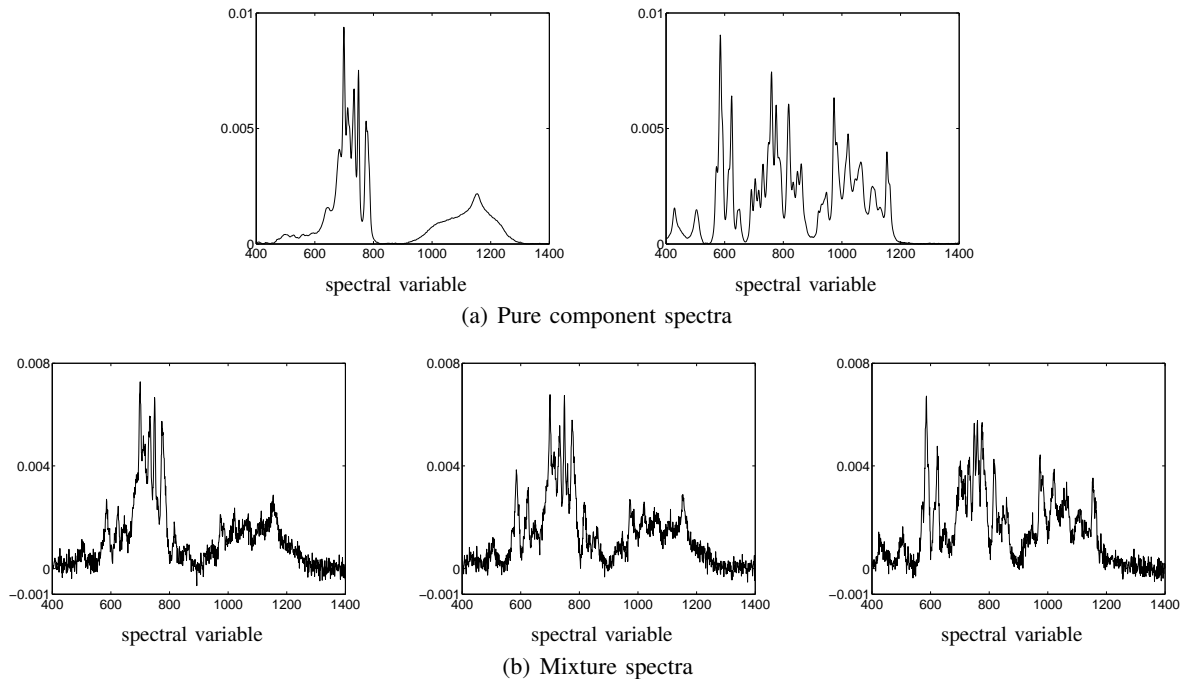 0.01 0.01
0.005 0.005
0 0
400 600 800 1000 1200 1400 400 600 800 1000 1200 1400
spectral variable spectral variable
(a) Pure component spectra
0.008 0.008 0.008
0.004 0.004 0.004
0 0 0
−0.001 −0.001 −0.001
400 600 800 1000 1200 1400 400 600 800 1000 1200 1400 400 600 800 1000 1200 1400
spectral variable spectral variable spectral variable
(b) Mixture spectra